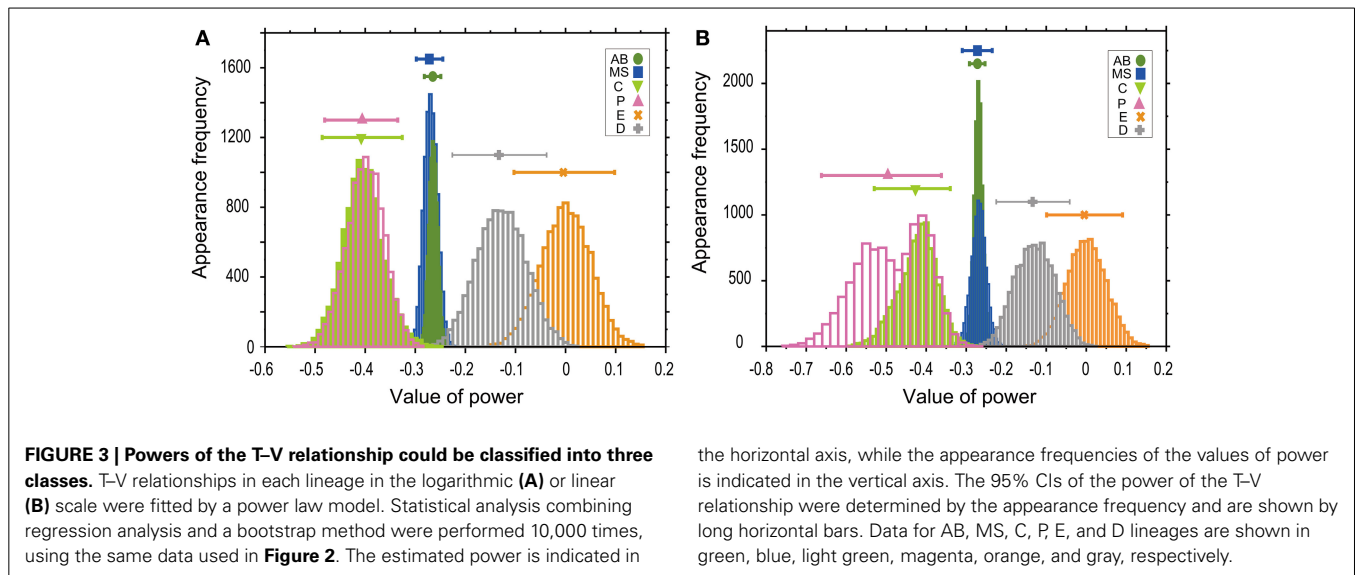 A
1600
1200
800
400
0
Appearance frequency
-0.6 -0.5 -0.4 -0.3 -0.2 -0.1 0 0.1 0.2
Value of power
AB
MS
C
P
E
D
B
2000
1500
1000
500
0
Appearance frequency
-0.8 -0.7 -0.6 -0.5 -0.4 -0.3 -0.2 -0.1 0 0.1 0.2
Value of power
AB
MS
C
P
E
D
FIGURE 3 | Powers of the T–V relationship could be classified into three
classes. T–V relationships in each lineage in the logarithmic (A) or linear
(B) scale were fitted by a power law model. Statistical analysis combining
regression analysis and a bootstrap method were performed 10,000 times,
using the same data used in Figure 2. The estimated power is indicated in
the horizontal axis, while the appearance frequencies of the values of power
is indicated in the vertical axis. The 95% CIs of the power of the T–V
relationship were determined by the appearance frequency and are shown by
long horizontal bars. Data for AB, MS, C, P, E, and D lineages are shown in
green, blue, light green, magenta, orange, and gray, respectively.